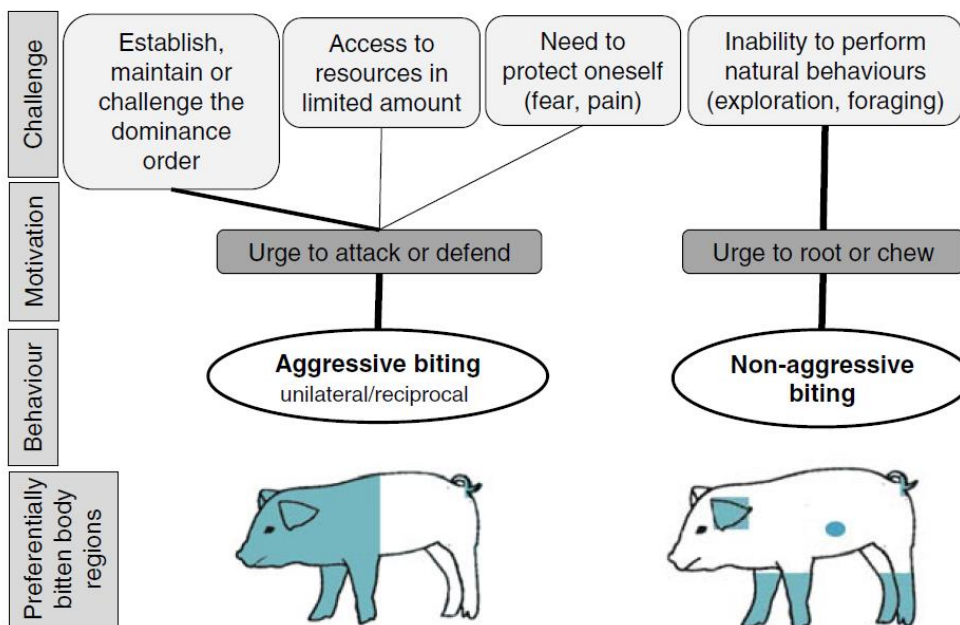 Challenge
Establish,
maintain or
challenge the
dominance
order
Access to
resources in
limited amount
Need to
protect oneself
(fear, pain)
Inability to perform
natural behaviours
(exploration, foraging)
Motivation
Urge to attack or defend
Urge to root or chew
Behaviour
Aggressive biting
unilateral/reciprocal
Non-aggressive
biting
Preferentially
bitten body
regions